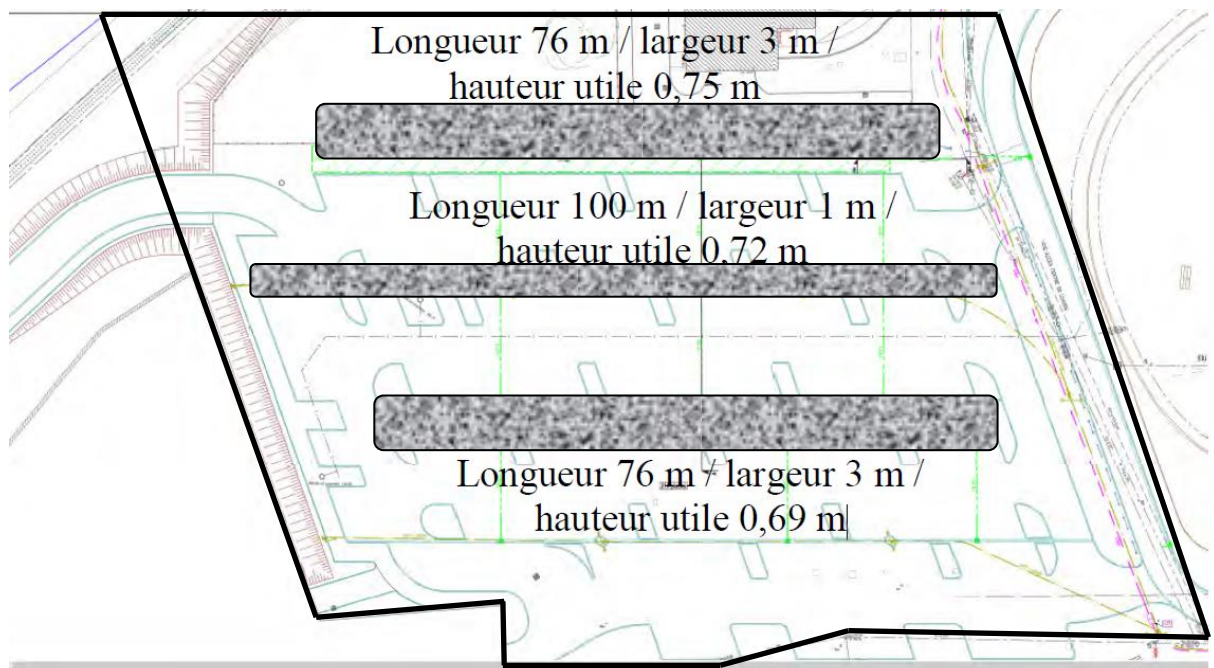 Longueur 76 m / largeur 3 m /
hauteur utile 0,75 m
Longueur 100 m / largeur 1 m /
hauteur utile 0,72 m
Longueur 76 m / largeur 3 m /
hauteur utile 0,69 m